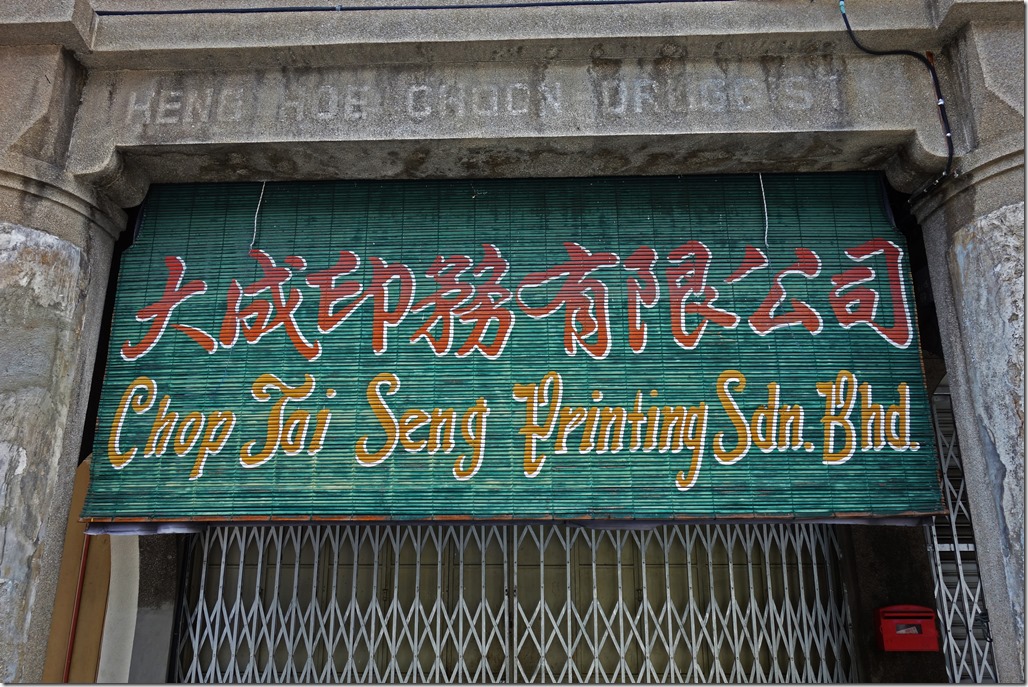 HENG HOE CHOON DRUGGIST
大成印務有限公司
Chop Tai Seng Printing Sdn. Bhd.